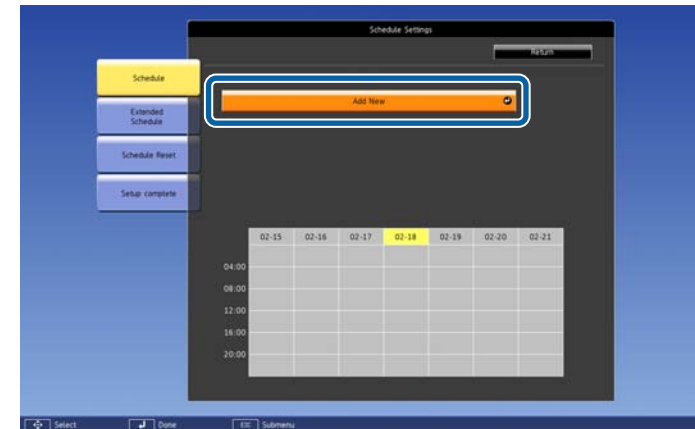 Schedule Settings
Return
Schedule
Add New
Extended
Schedule
Schedule Reset
Setup complete
02-15 02-16 02-17 02-18 02-19 02-20 02-21
04:00
08:00
12:00
16:00
20:00
Select Done Esc Submenu